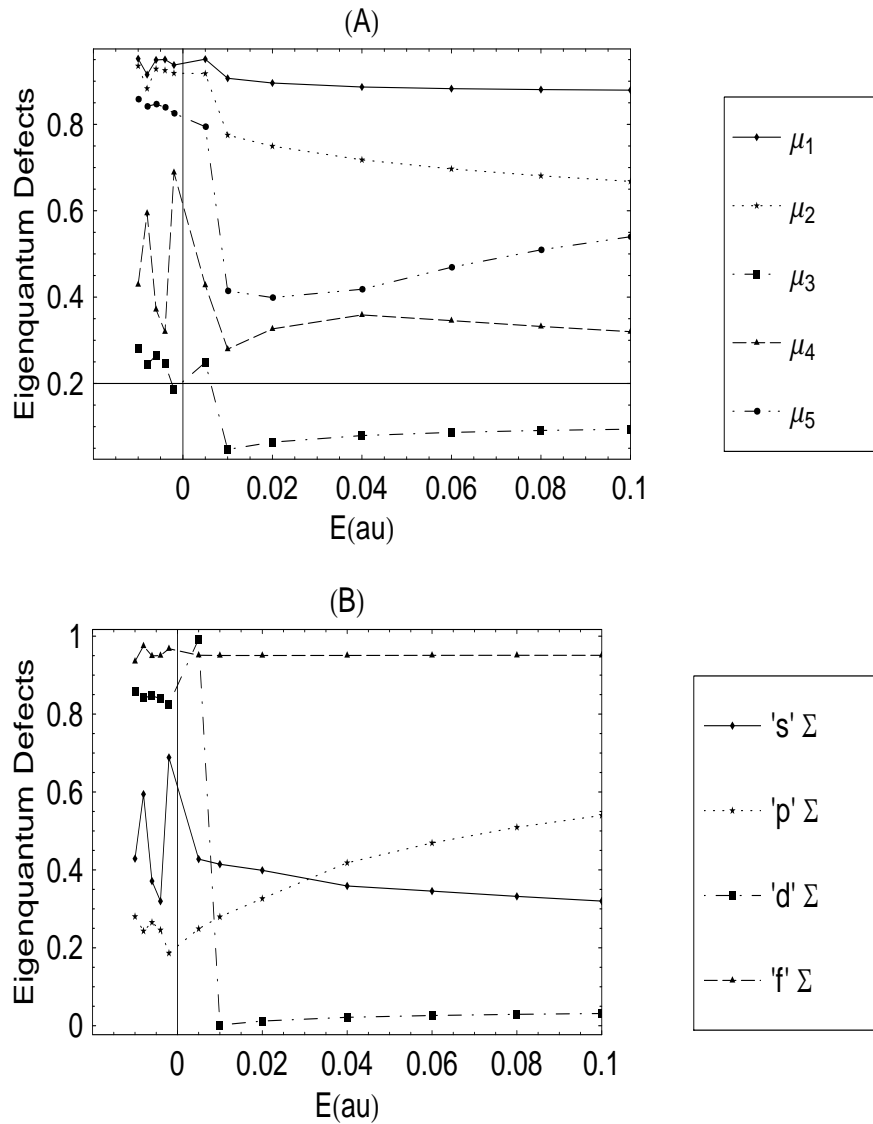 (A)
Eigenquantum Defects
0.8
0.6
0.4
0.2
0 0.02 0.04 0.06 0.08 0.1
E(au)
μ1
μ2
μ3
μ4
μ5
(B)
Eigenquantum Defects
1
0.8
0.6
0.4
0.2
0
0 0.02 0.04 0.06 0.08 0.1
E(au)
's' Σ
'p' Σ
'd' Σ
'f' Σ